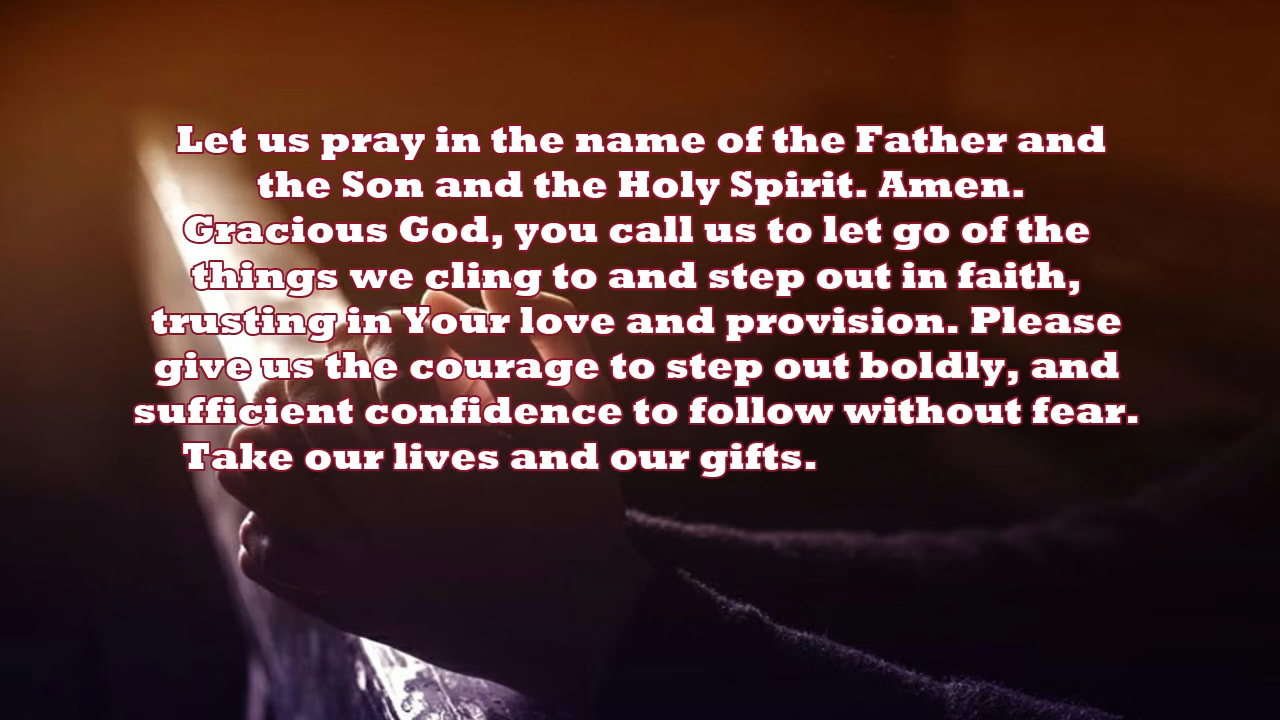 Let us pray in the name of the Father and
the Son and the Holy Spirit. Amen.
Gracious God, you call us to let go of the
things we cling to and step out in faith,
trusting in Your love and provision. Please
give us the courage to step out boldly, and
sufficient confidence to follow without fear.
Take our lives and our gifts.